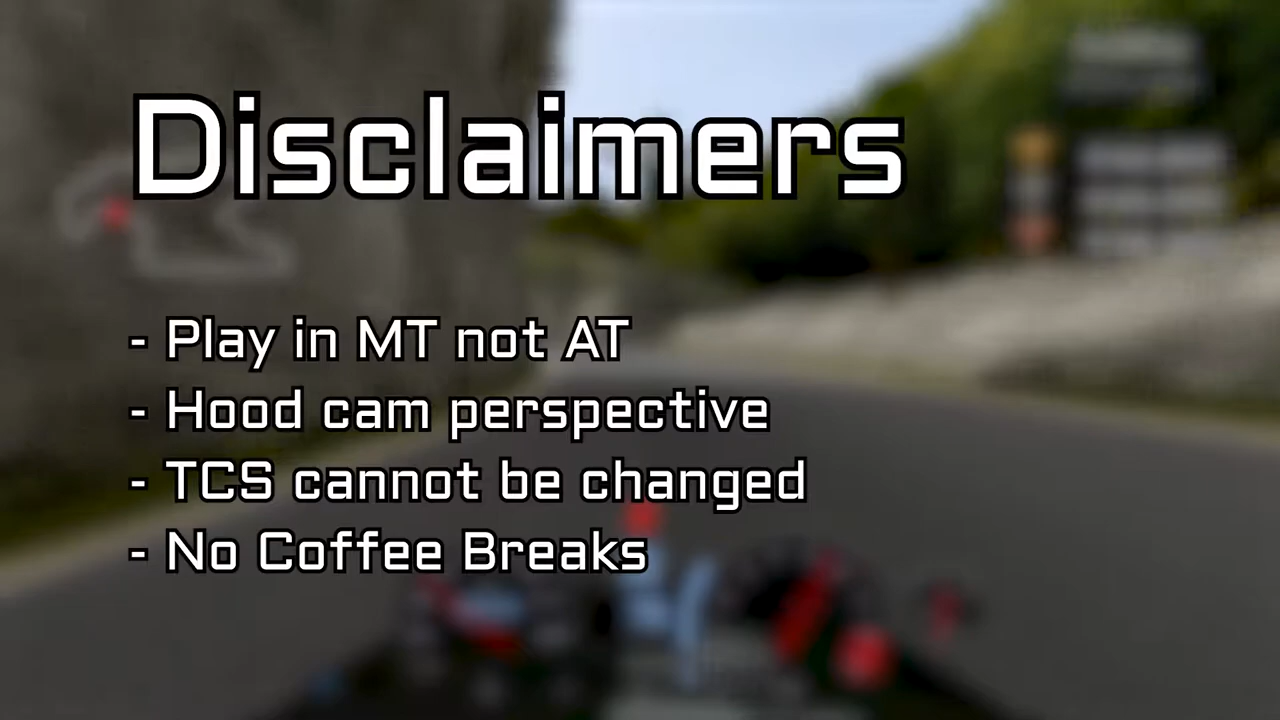 Disclaimers
- Play in MT not AT
- Hood cam perspective
- TCS cannot be changed
- No Coffee Breaks